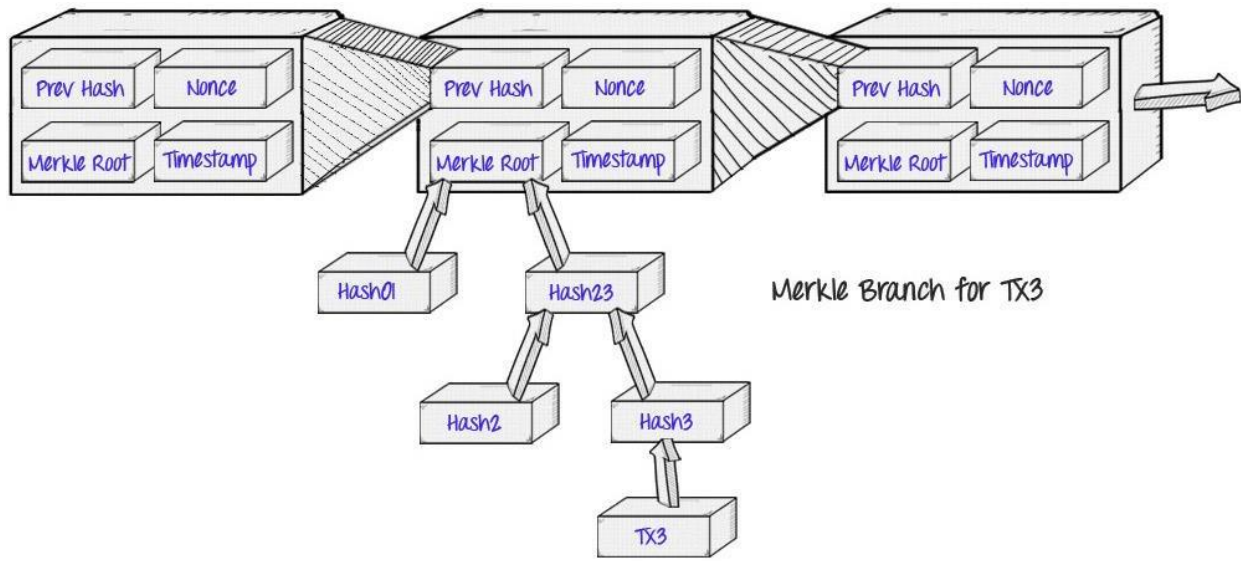 Prev Hash Nonce Prev Hash Nonce Prev Hash Nonce
Merkle Root Timestamp Merkle Root Timestamp Merkle Root Timestamp
Hash01 Hash23 Merkle Branch for TX3
Hash2 Hash3
TX3